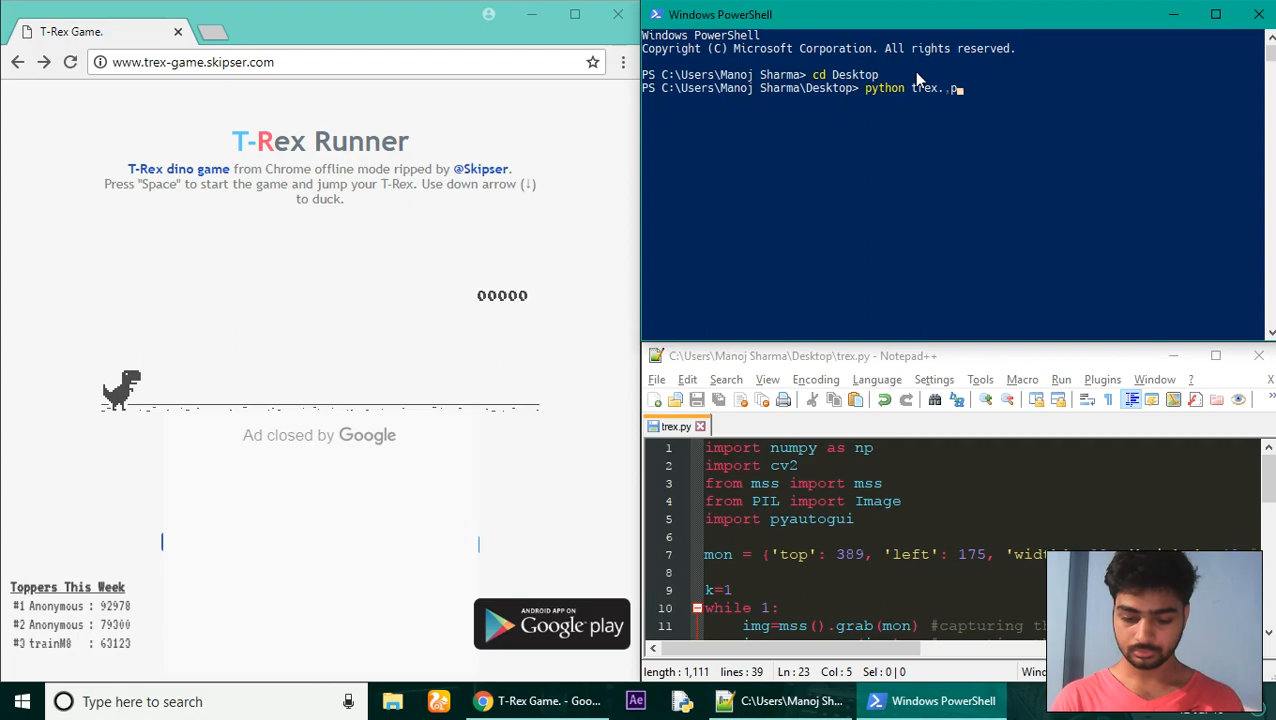 T-Rex Game.
www.trex-game.skipser.com
T-Rex Runner
T-Rex dino game from Chrome offline mode ripped by @Skipser.
Press "Space" to start the game and jump your T-Rex. Use down arrow (↓)
to duck.
00000
Ad closed by Google
Toppers This Week
#1 Anonymous : 92978
#2 Anonymous : 79300
#3 trainM8 : 63123
ANDROID APP ON
Google play
Windows PowerShell
Windows PowerShell
Copyright (C) Microsoft Corporation. All rights reserved.
PS C:\Users\Manoj Sharma> cd Desktop
PS C:\Users\Manoj Sharma\Desktop> python trex.,p
C:\Users\Manoj Sharma\Desktop\trex.py - Notepad++
File Edit Search View Encoding Language Settings Tools Macro Run Plugins Window ? X
trex.py
1 import numpy as np
2 import cv2
3 from mss import mss
4 from PIL import Image
5 import pyautogui
6
7 mon = {'top': 389, 'left': 175,
8
9 k=1
10 while 1:
11 img=mss().grab(mon) #capturing
length : 1,111 lines : 39 Ln : 23 Col : 5 Sel : 0 | 0
Type here to search
T-Rex Game. - Goo...
Ae
C:\Users\Manoj Sh...
Windows PowerShell